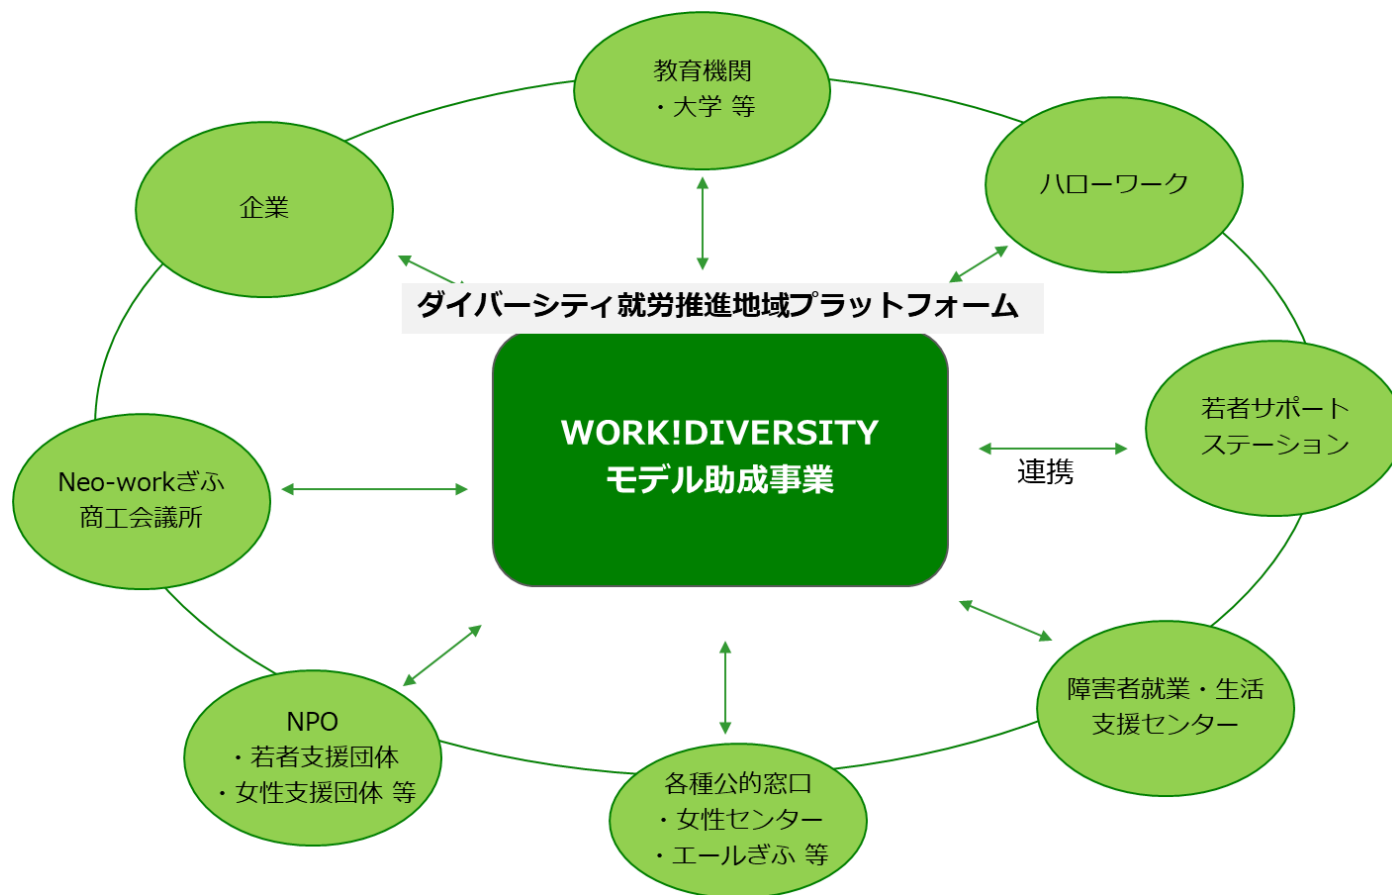 教育機関
・大学 等
企業
ハローワーク
ダイバーシティ就労推進地域プラットフォーム
WORK!DIVERSITY
モデル助成事業
若者サポート
ステーション
連携
Neo-workぎふ
商工会議所
障害者就業・生活
支援センター
NPO
・若者支援団体
・女性支援団体 等
各種公的窓口
・女性センター
・エールぎふ 等